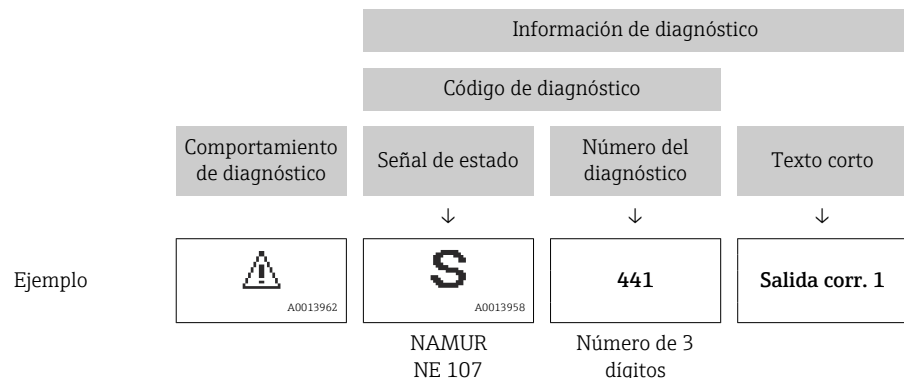 Información de diagnóstico
Código de diagnóstico
Comportamiento
de diagnóstico
Señal de estado
Número del
diagnóstico
Texto corto
↓ ↓ ↓
Ejemplo
⚠
A0013962
S
A0013958
441
Salida corr. 1
NAMUR
NE 107
Número de 3
dígitos